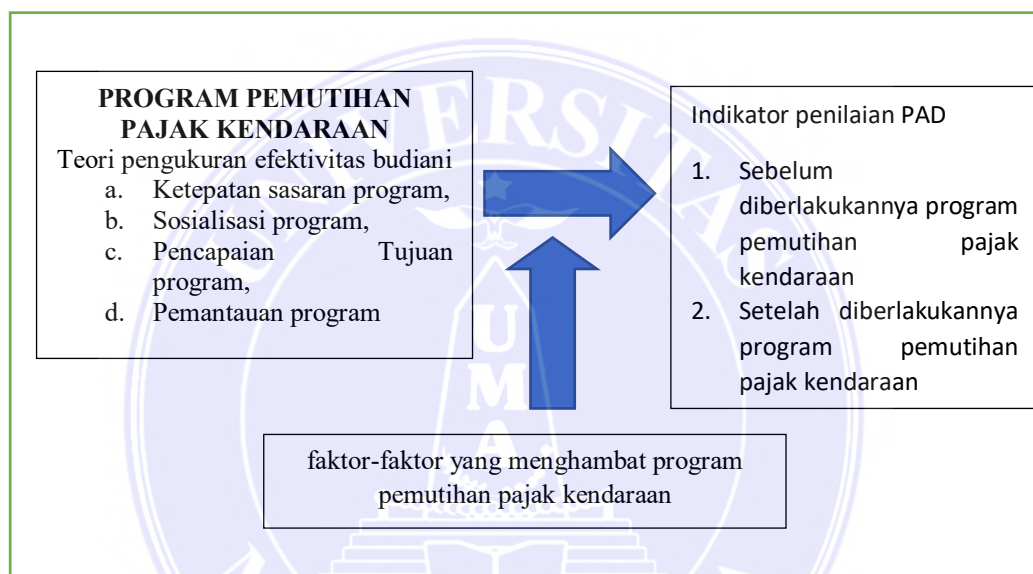 PROGRAM PEMUTIHAN
PAJAK KENDARAAN
Teori pengukuran efektivitas budiani
a. Ketepatan sasaran program,
b. Sosialisasi program,
c. Pencapaian Tujuan
program,
d. Pemantauan program
Indikator penilaian PAD
1. Sebelum
diberlakukannya program
pemutihan pajak
kendaraan
2. Setelah diberlakukannya
program pemutihan
pajak kendaraan
faktor-faktor yang menghambat program
pemutihan pajak kendaraan
UNIVERSITAS
U
M
A